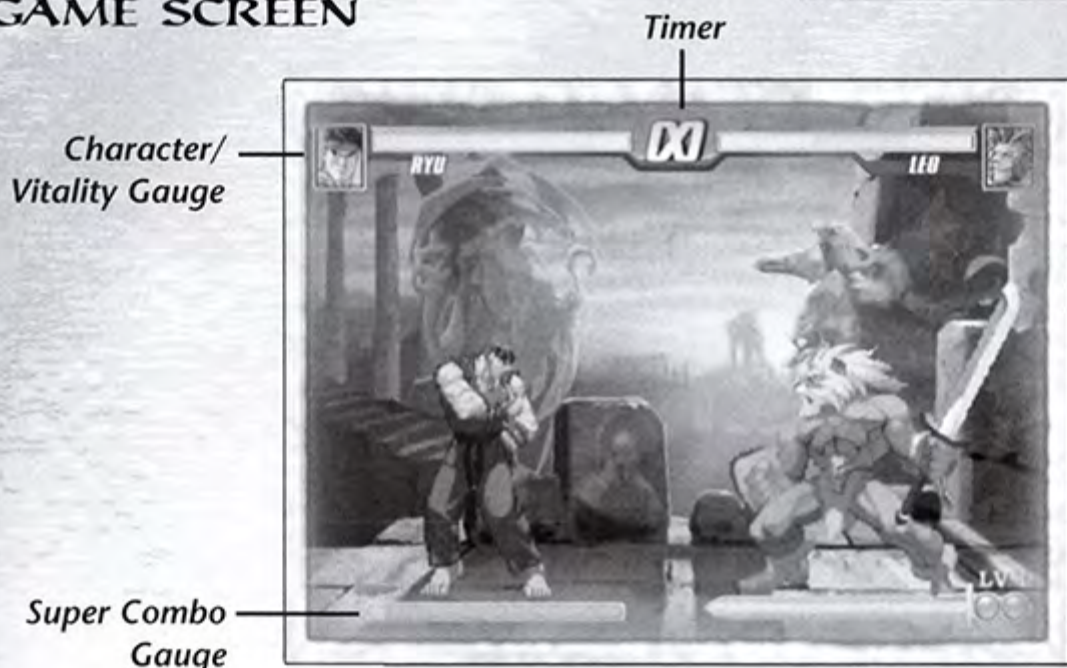 GAME SCREEN
Timer
Character/
Vitality Gauge
RYU
LEO
LV
Super Combo
Gauge